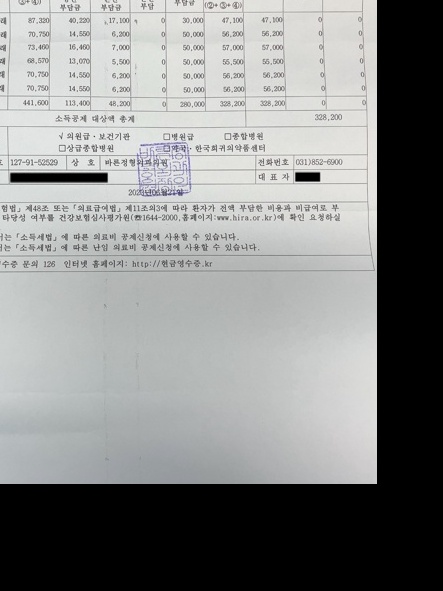 ①+④)
부담금 부담금 부담 부담금 (②+③+④)
래 87,320 40,220 17,100 0 30,000 47,100 47,100 0 0
래 70,750 14,550 6,200 0 50,000 56,200 56,200 0 0
래 73,460 16,460 7,000 0 50,000 57,000 57,000 0 0
래 68,570 13,070 5,500 0 50,000 55,500 55,500 0 0
래 70,750 14,550 6,200 0 50,000 56,200 56,200 0 0
래 70,750 14,550 6,200 0 50,000 56,200 56,200 0 0
441,600 113,400 48,200 0 280,000 328,200 328,200 0 0
소득공제 대상액 총계 328,200
√ 의원급·보건기관 □병원급 □종합병원
□상급종합병원 □약국·한국희귀의약품센터
127-91-52529 상 호 바른정형외과의원 전화번호 031)852-6900
대 표 자
2023년06월21일
험법」제48조 또는 「의료급여법」제11조의3에 따라 환자가 전액 부담한 비용과 비급여로 부
타당성 여부를 건강보험심사평가원(☎1644-2000,홈페이지:www.hira.or.kr)에 확인 요청하실
는「소득세법」에 따른 의료비 공제신청에 사용할 수 있습니다.
는「소득세법」에 따른 난임 의료비 공제신청에 사용할 수 있습니다.
수증 문의 126 인터넷 홈페이지: http://현금영수증.kr